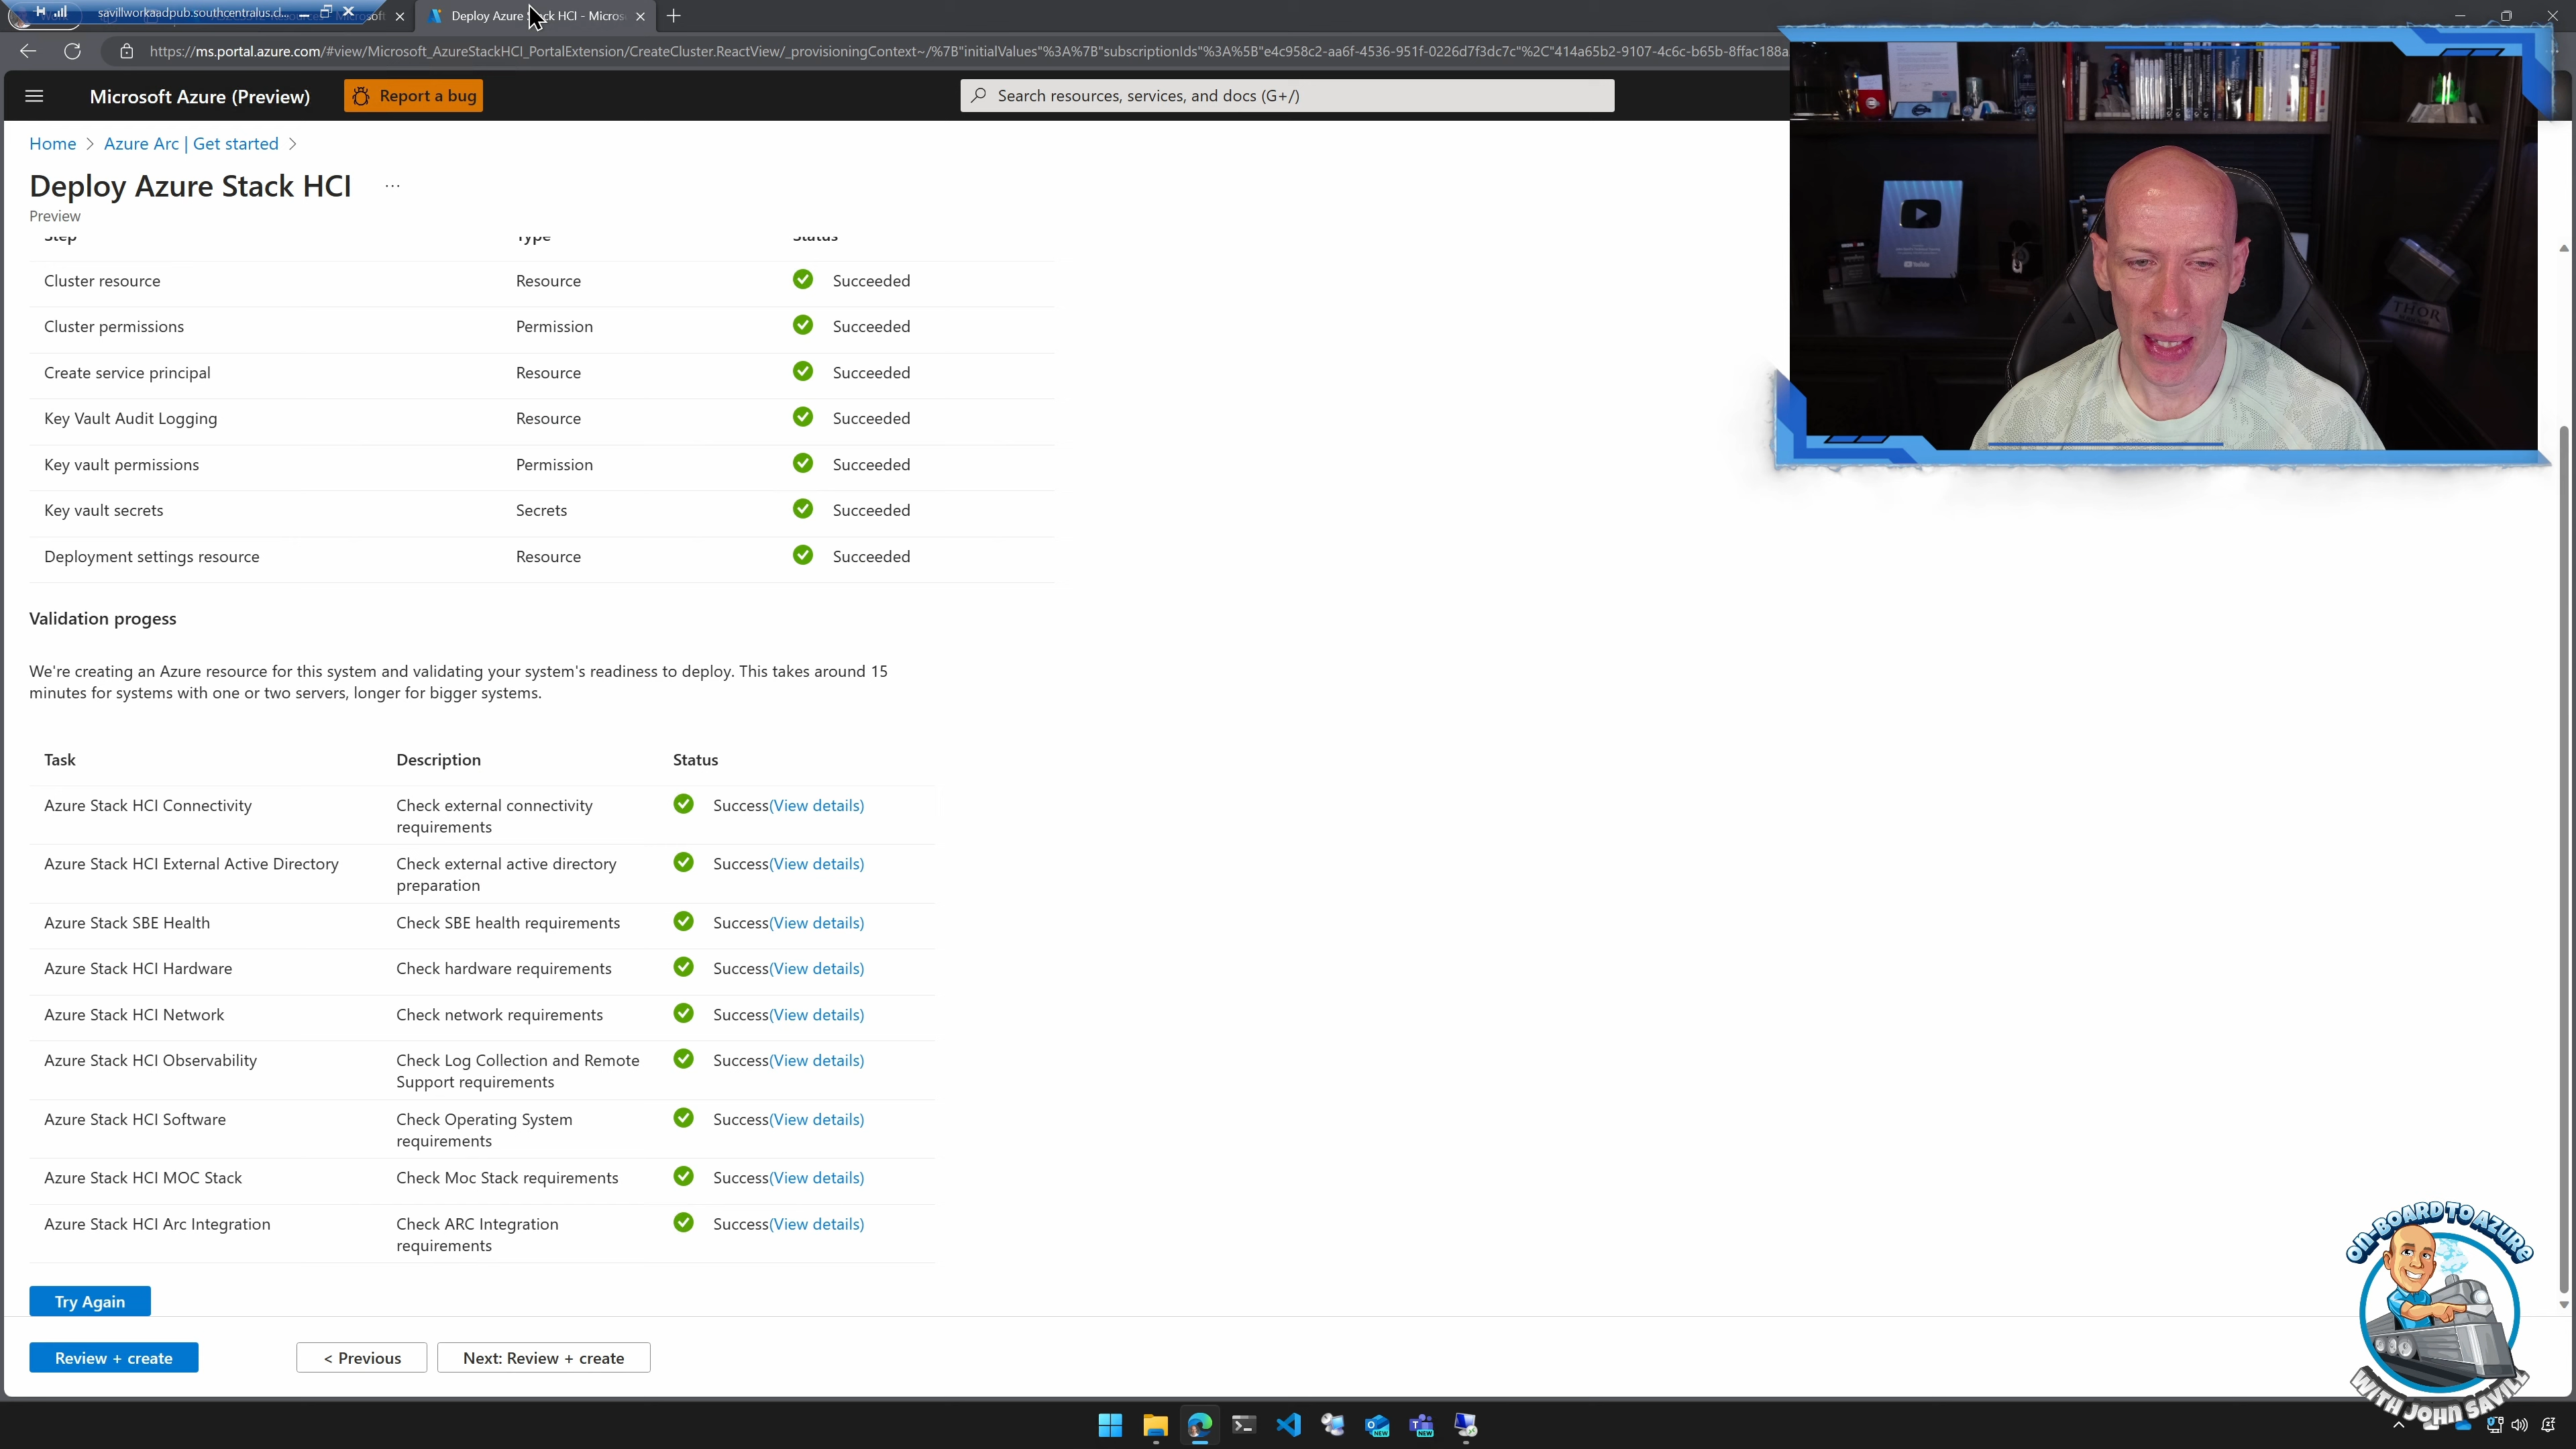 savillworkaadpub.southcentralus.cl...
Deploy Azure Stack HCI - Micros
https://ms.portal.azure.com/#view/Microsoft_AzureStackHCI_PortalExtension/CreateCluster.ReactView/_provisioningContext~/%7B"initialValues"%3A%7B"subscriptionIds"%3A%5B"e4c958c2-aa6f-4536-951f-0226d7f3dc7c"%2C"414a65b2-9107-4c6c-b65b-8ffac188a
Microsoft Azure (Preview)
Report a bug
Search resources, services, and docs (G+/)
Home > Azure Arc | Get started >
Deploy Azure Stack HCI ...
Preview
Step Type Status
Cluster resource Resource Succeeded
Cluster permissions Permission Succeeded
Create service principal Resource Succeeded
Key Vault Audit Logging Resource Succeeded
Key vault permissions Permission Succeeded
Key vault secrets Secrets Succeeded
Deployment settings resource Resource Succeeded
Validation progess
We're creating an Azure resource for this system and validating your system's readiness to deploy. This takes around 15
minutes for systems with one or two servers, longer for bigger systems.
Task Description Status
Azure Stack HCI Connectivity Check external connectivity Success(View details)
requirements
Azure Stack HCI External Active Directory Check external active directory Success(View details)
preparation
Azure Stack SBE Health Check SBE health requirements Success(View details)
Azure Stack HCI Hardware Check hardware requirements Success(View details)
Azure Stack HCI Network Check network requirements Success(View details)
Azure Stack HCI Observability Check Log Collection and Remote Success(View details)
Support requirements
Azure Stack HCI Software Check Operating System Success(View details)
requirements
Azure Stack HCI MOC Stack Check Moc Stack requirements Success(View details)
Azure Stack HCI Arc Integration Check ARC Integration Success(View details)
requirements
Try Again
Review + create < Previous Next: Review + create
THOR
YouTube
ON-BOARD TO AZURE
WITH JOHN SAVILL
NEW
NEW